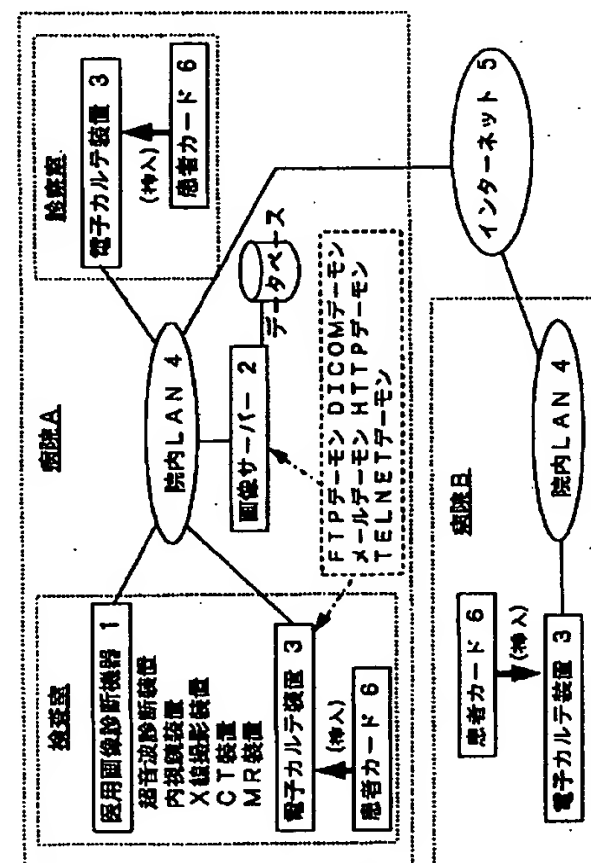 病院A
検査室
医用画像診断機器 1
超音波診断装置
内視鏡装置
X線撮影装置
CT装置
MR装置
電子カルテ装置 3
(挿入)
患者カード 6
院内LAN 4
画像サーバー 2
データベース
FTPデーモン DICOMデーモン
メールデーモン HTTPデーモン
TELNETデーモン
診察室
電子カルテ装置 3
(挿入)
患者カード 6
病院B
患者カード 6
(挿入)
電子カルテ装置 3
院内LAN 4
インターネット 5